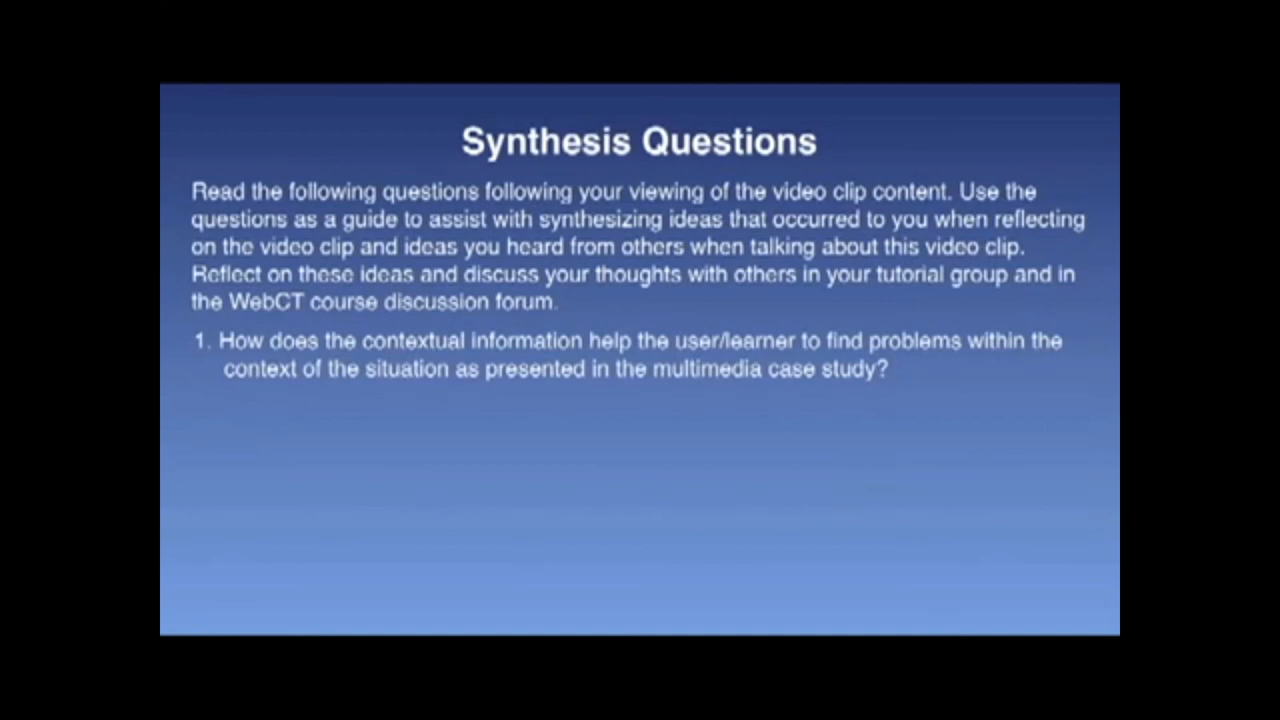 Synthesis Questions
Read the following questions following your viewing of the video clip content. Use the
questions as a guide to assist with synthesizing ideas that occurred to you when reflecting
on the video clip and ideas you heard from others when talking about this video clip.
Reflect on these ideas and discuss your thoughts with others in your tutorial group and in
the WebCT course discussion forum.
1. How does the contextual information help the user/learner to find problems within the
context of the situation as presented in the multimedia case study?